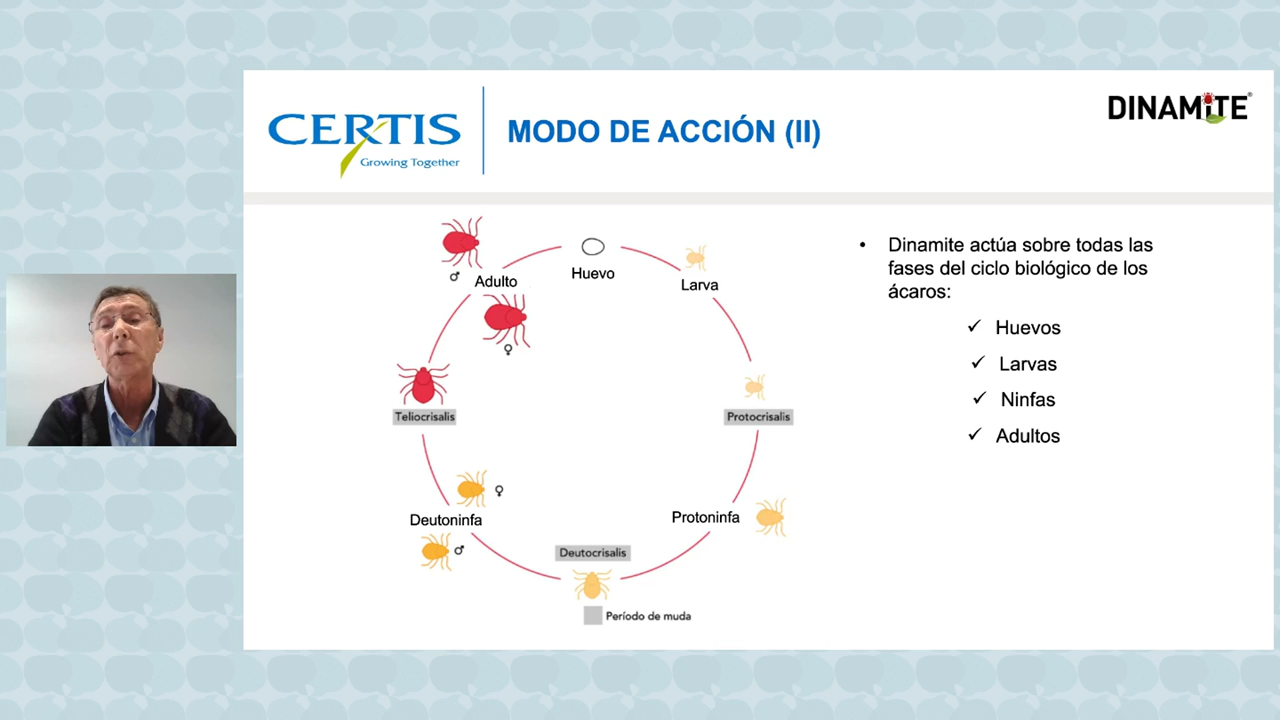 CERTIS
Growing Together
MODO DE ACCIÓN (II)
DINAMiTE®
Huevo
Larva
Protocrisalis
Protoninfa
Deutocrisalis
Deutoninfa
Teliocrisalis
Adulto
♂
♀
♀
♂
Período de muda
• Dinamite actúa sobre todas las
fases del ciclo biológico de los
ácaros:
✓ Huevos
✓ Larvas
✓ Ninfas
✓ Adultos